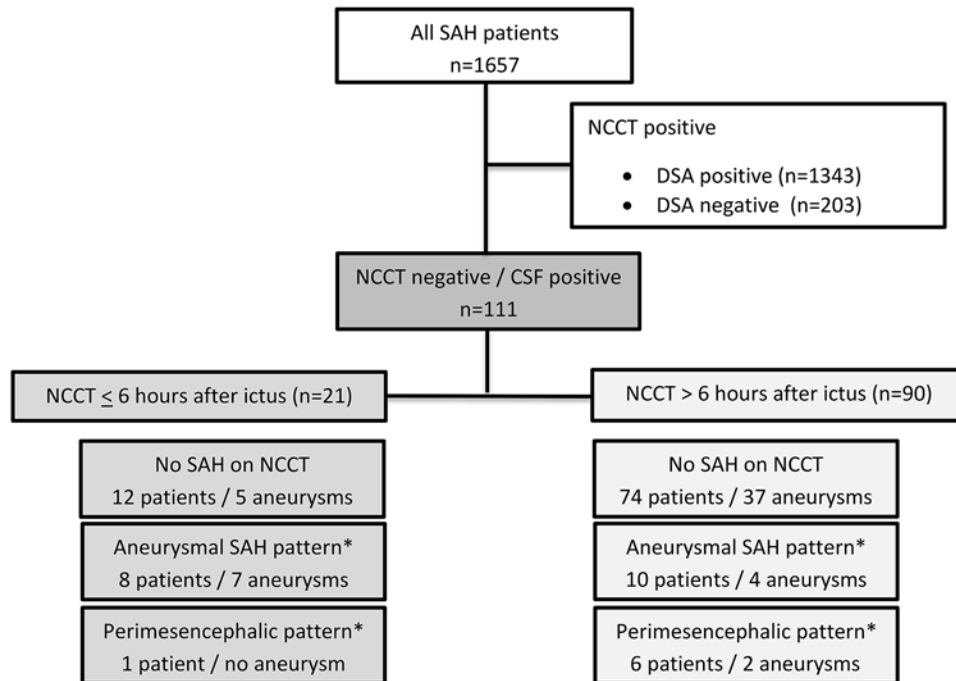 All SAH patients
n=1657
NCCT positive
• DSA positive (n=1343)
• DSA negative (n=203)
NCCT negative / CSF positive
n=111
NCCT ≤ 6 hours after ictus (n=21)
NCCT > 6 hours after ictus (n=90)
No SAH on NCCT
12 patients / 5 aneurysms
No SAH on NCCT
74 patients / 37 aneurysms
Aneurysmal SAH pattern*
8 patients / 7 aneurysms
Aneurysmal SAH pattern*
10 patients / 4 aneurysms
Perimesencephalic pattern*
1 patient / no aneurysm
Perimesencephalic pattern*
6 patients / 2 aneurysms